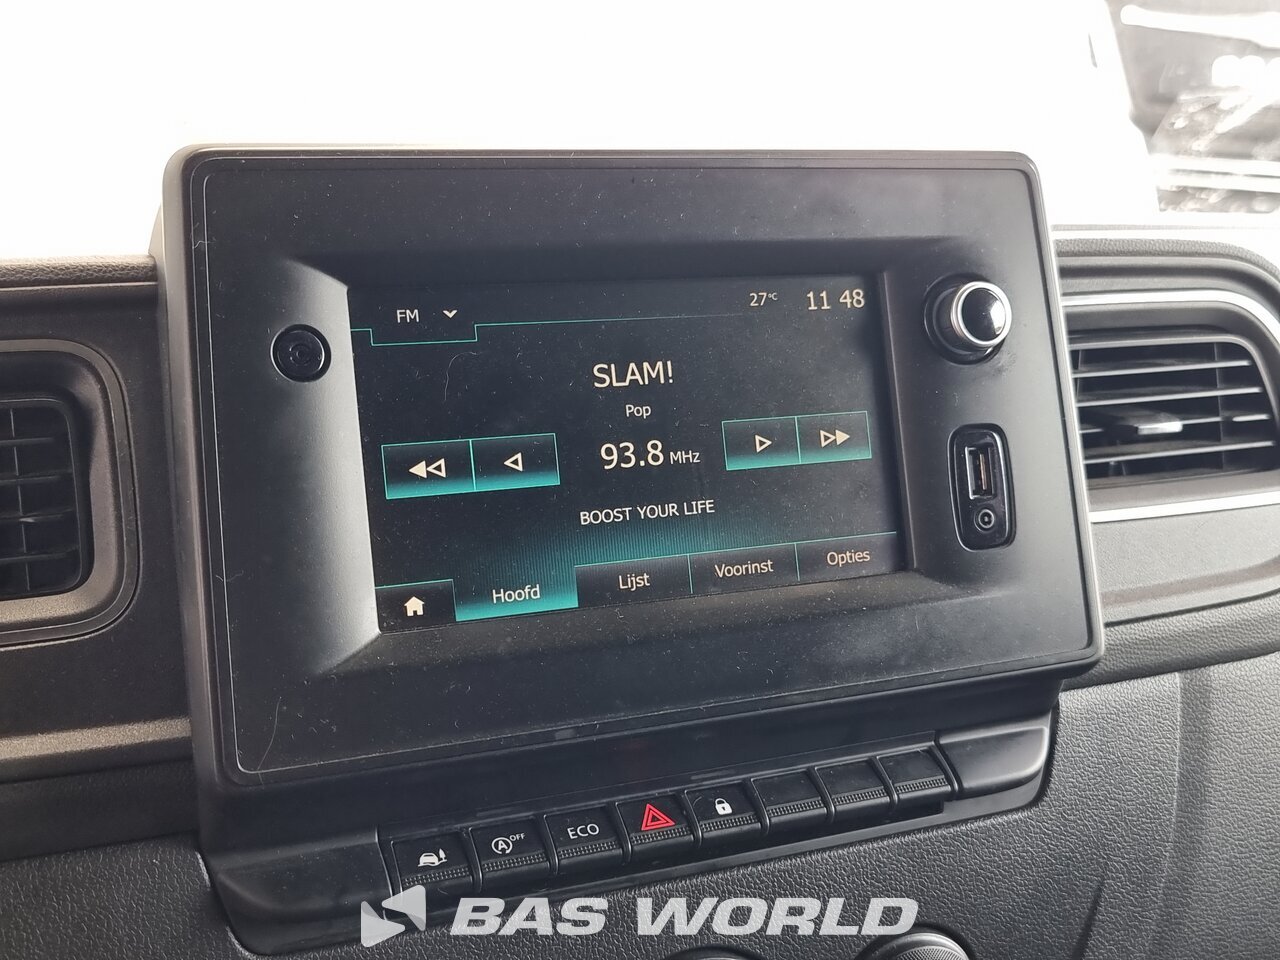 FM
27°C
11 48
SLAM!
Pop
93.8 MHz
BOOST YOUR LIFE
Hoofd
Lijst
Voorinst
Opties
A OFF
ECO
BAS WORLD